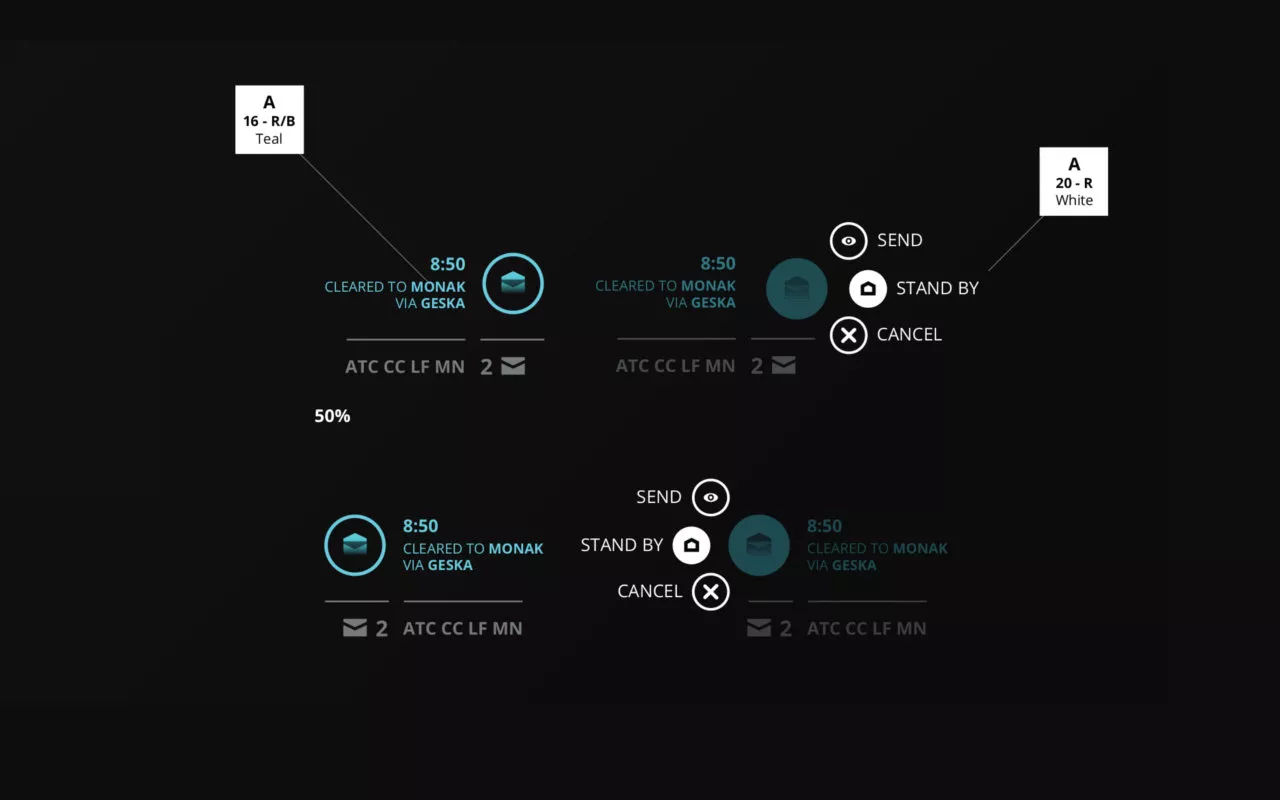 A
16 - R/B
Teal
A
20 - R
White
8:50
CLEARED TO MONAK
VIA GESKA
ATC CC LF MN 2
8:50
CLEARED TO MONAK
VIA GESKA
ATC CC LF MN 2
SEND
STAND BY
CANCEL
50%
8:50
CLEARED TO MONAK
VIA GESKA
2 ATC CC LF MN
SEND
STAND BY
CANCEL
8:50
CLEARED TO MONAK
VIA GESKA
2 ATC CC LF MN